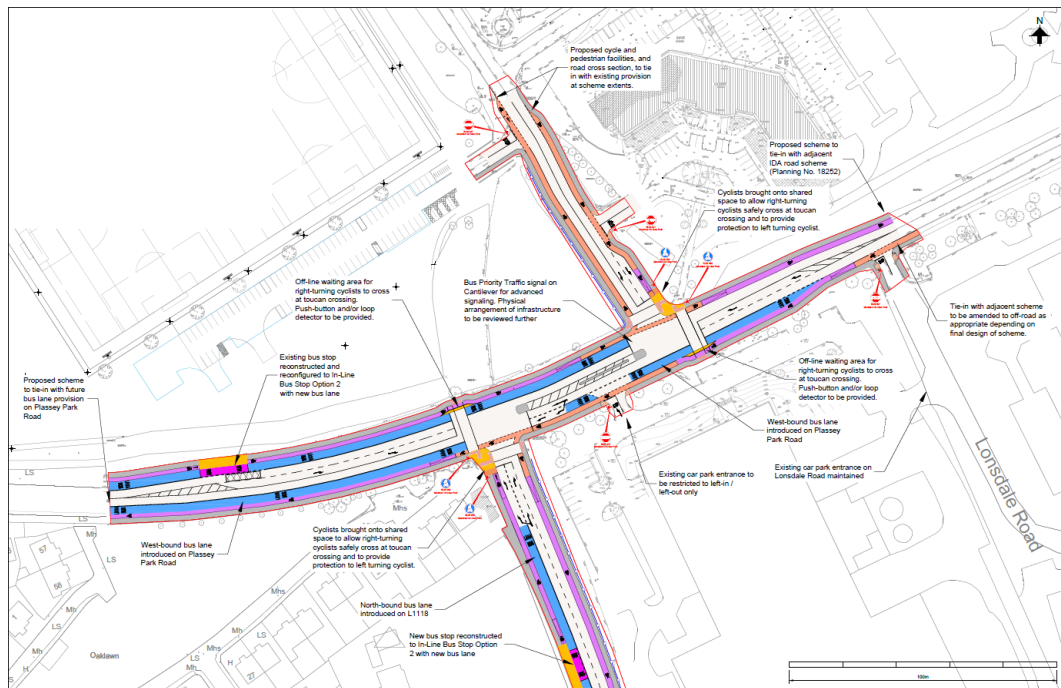 N
Proposed cycle and
pedestrian facilities, and
road cross section, to tie
in with existing provision
at scheme extents.
Proposed scheme to
tie-in with adjacent
IDA road scheme
(Planning No. 18252)
Cyclists brought onto shared
space to allow right-turning
cyclists safely cross at toucan
crossing and to provide
protection to left turning cyclist.
Off-line waiting area for
right-turning cyclists to cross
at toucan crossing.
Push-button and/or loop
detector to be provided.
Bus Priority Traffic signal on
Cantilever for advanced
signaling. Physical
arrangement of infrastructure
to be reviewed further
Tie-in with adjacent scheme
to be amended to off-road as
appropriate depending on
final design of scheme.
Existing bus stop
reconstructed and
reconfigured to In-Line
Bus Stop Option 2
with new bus lane
Proposed scheme
to tie-in with future
bus lane provision
on Plassey Park
Road
Off-line waiting area for
right-turning cyclists to cross
at toucan crossing.
Push-button and/or loop
detector to be provided.
West-bound bus lane
introduced on Plassey
Park Road
Existing car park entrance to
be restricted to left-in /
left-out only
Existing car park entrance on
Lonsdale Road maintained
Lonsdale Road
West-bound bus lane
introduced on Plassey
Park Road
Cyclists brought onto shared
space to allow right-turning
cyclists safely cross at toucan
crossing and to provide
protection to left turning cyclist.
North-bound bus lane
introduced on L1118
New bus stop reconstructed
to In-Line Bus Stop Option
2 with new bus lane
LS
LS
Mh
LS
Mhs
Mhs
57
58
Mh
Mh
LS
LS
Mh
H
H
Oaklawn
27
100m